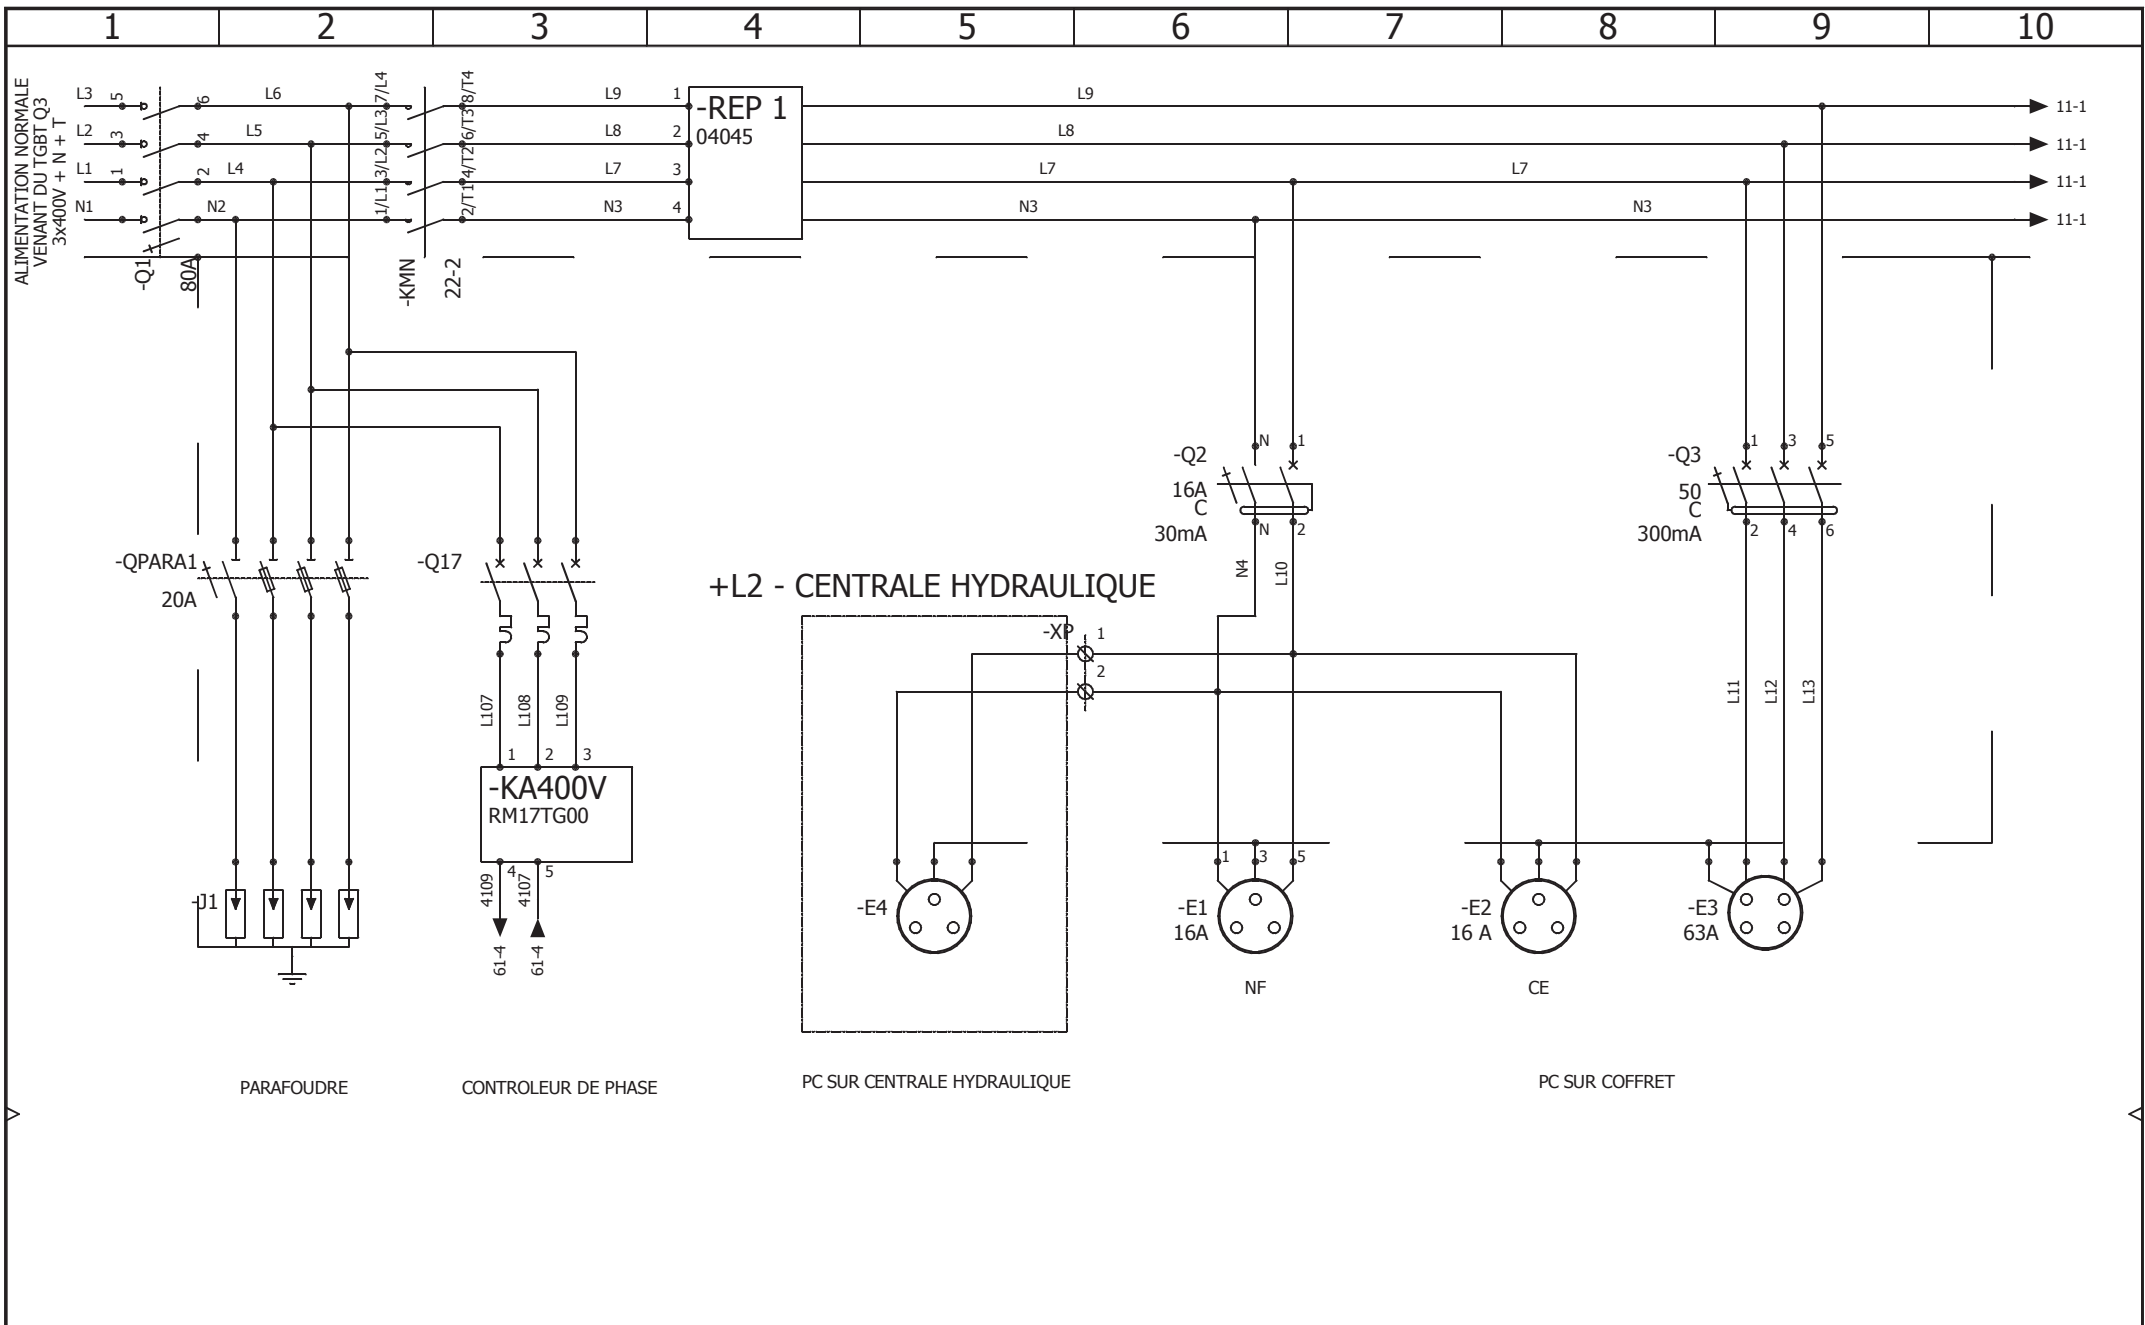 1 2 3 4 5 6 7 8 9 10
ALIMENTATION NORMALE
VENANT DU TGBT Q3
3x400V + N + T
L3 5 6 L6 7/L4 8/T4 L9 1 L9 11-1
L2 3 4 L5 5/L3 6/T3 L8 2 L8 11-1
L1 1 2 L4 3/L2 4/T2 L7 3 L7 L7 11-1
N1 N2 1/L1 2/T1 N3 4 N3 N3 11-1
-REP 1
04045
-Q1
80A
-KMN
22-2
-Q2
16A
C
30mA
N 1
N 2
N4 L10
-Q3
50
C
300mA
1 3 5
2 4 6
L11 L12 L13
-QPARA1
20A
-Q17
+L2 - CENTRALE HYDRAULIQUE
-XP 1
2
L107 L108 L109
1 2 3
-KA400V
RM17TG00
4 5
4109 4107
61-4 61-4
-J1
-E4
1 3 5
-E1
16A
NF
-E2
16 A
CE
-E3
63A
PARAFOUDRE
CONTROLEUR DE PHASE
PC SUR CENTRALE HYDRAULIQUE
PC SUR COFFRET